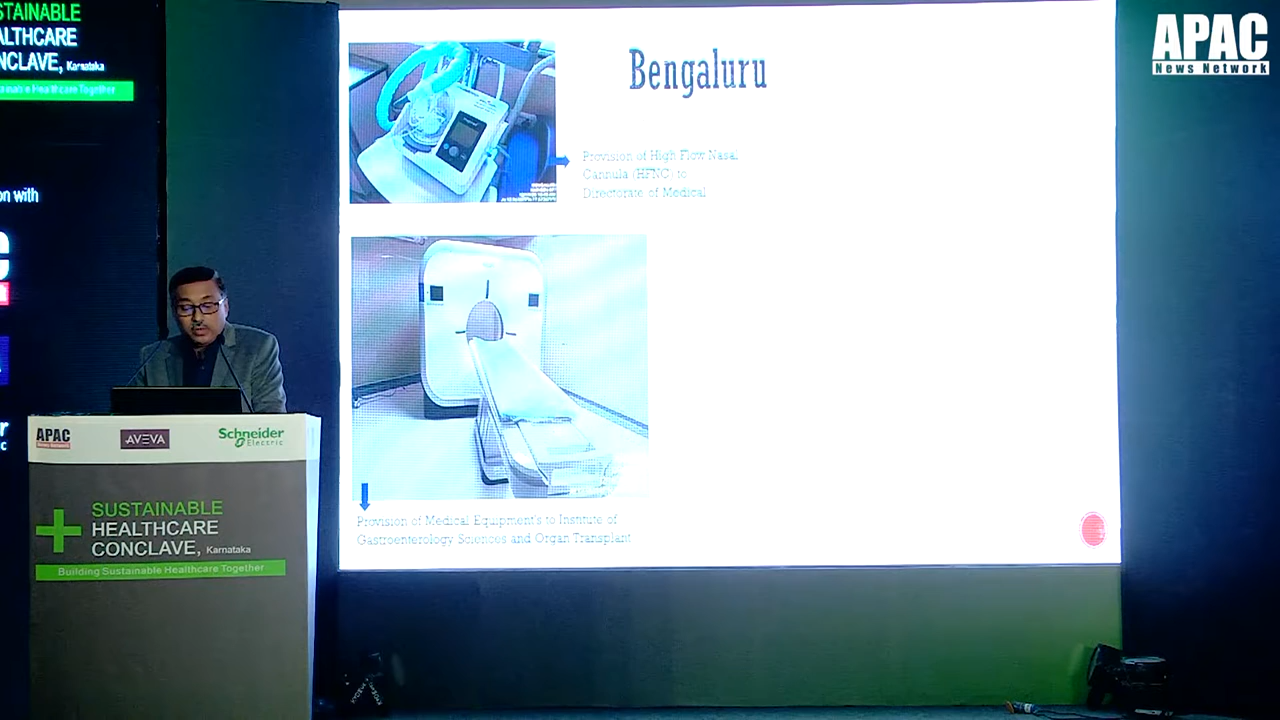 STAINABLE
ALTHCARE
NCLAVE, Karnataka
on with
APAC
News Network
Bengaluru
Provision of High Flow Nasal
Cannula (HFNC) to
Directorate of Medical
Provision of Medical Equipment's to Institute of
Gastroenterology Sciences and Organ Transplant
APAC
News Network
AVEVA
Schneider
Electric
SUSTAINABLE
HEALTHCARE
CONCLAVE, Karnataka
Building Sustainable Healthcare Together